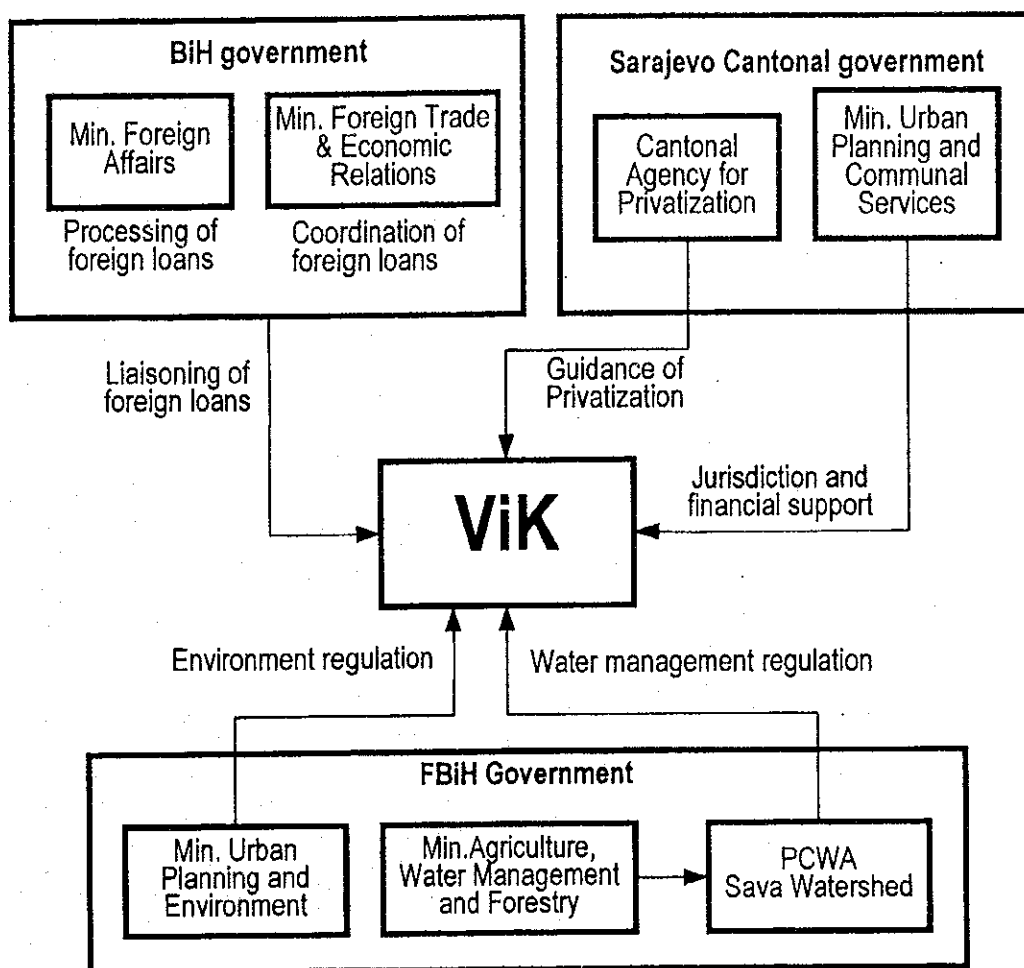 BiH government
Min. Foreign
Affairs
Min. Foreign Trade
& Economic
Relations
Processing of
foreign loans
Coordination of
foreign loans
Sarajevo Cantonal government
Cantonal
Agency for
Privatization
Min. Urban
Planning and
Communal
Services
Liaisoning of
foreign loans
Guidance of
Privatization
Jurisdiction and
financial support
ViK
Environment regulation
Water management regulation
FBiH Government
Min. Urban
Planning and
Environment
Min.Agriculture,
Water Management
and Forestry
PCWA
Sava Watershed